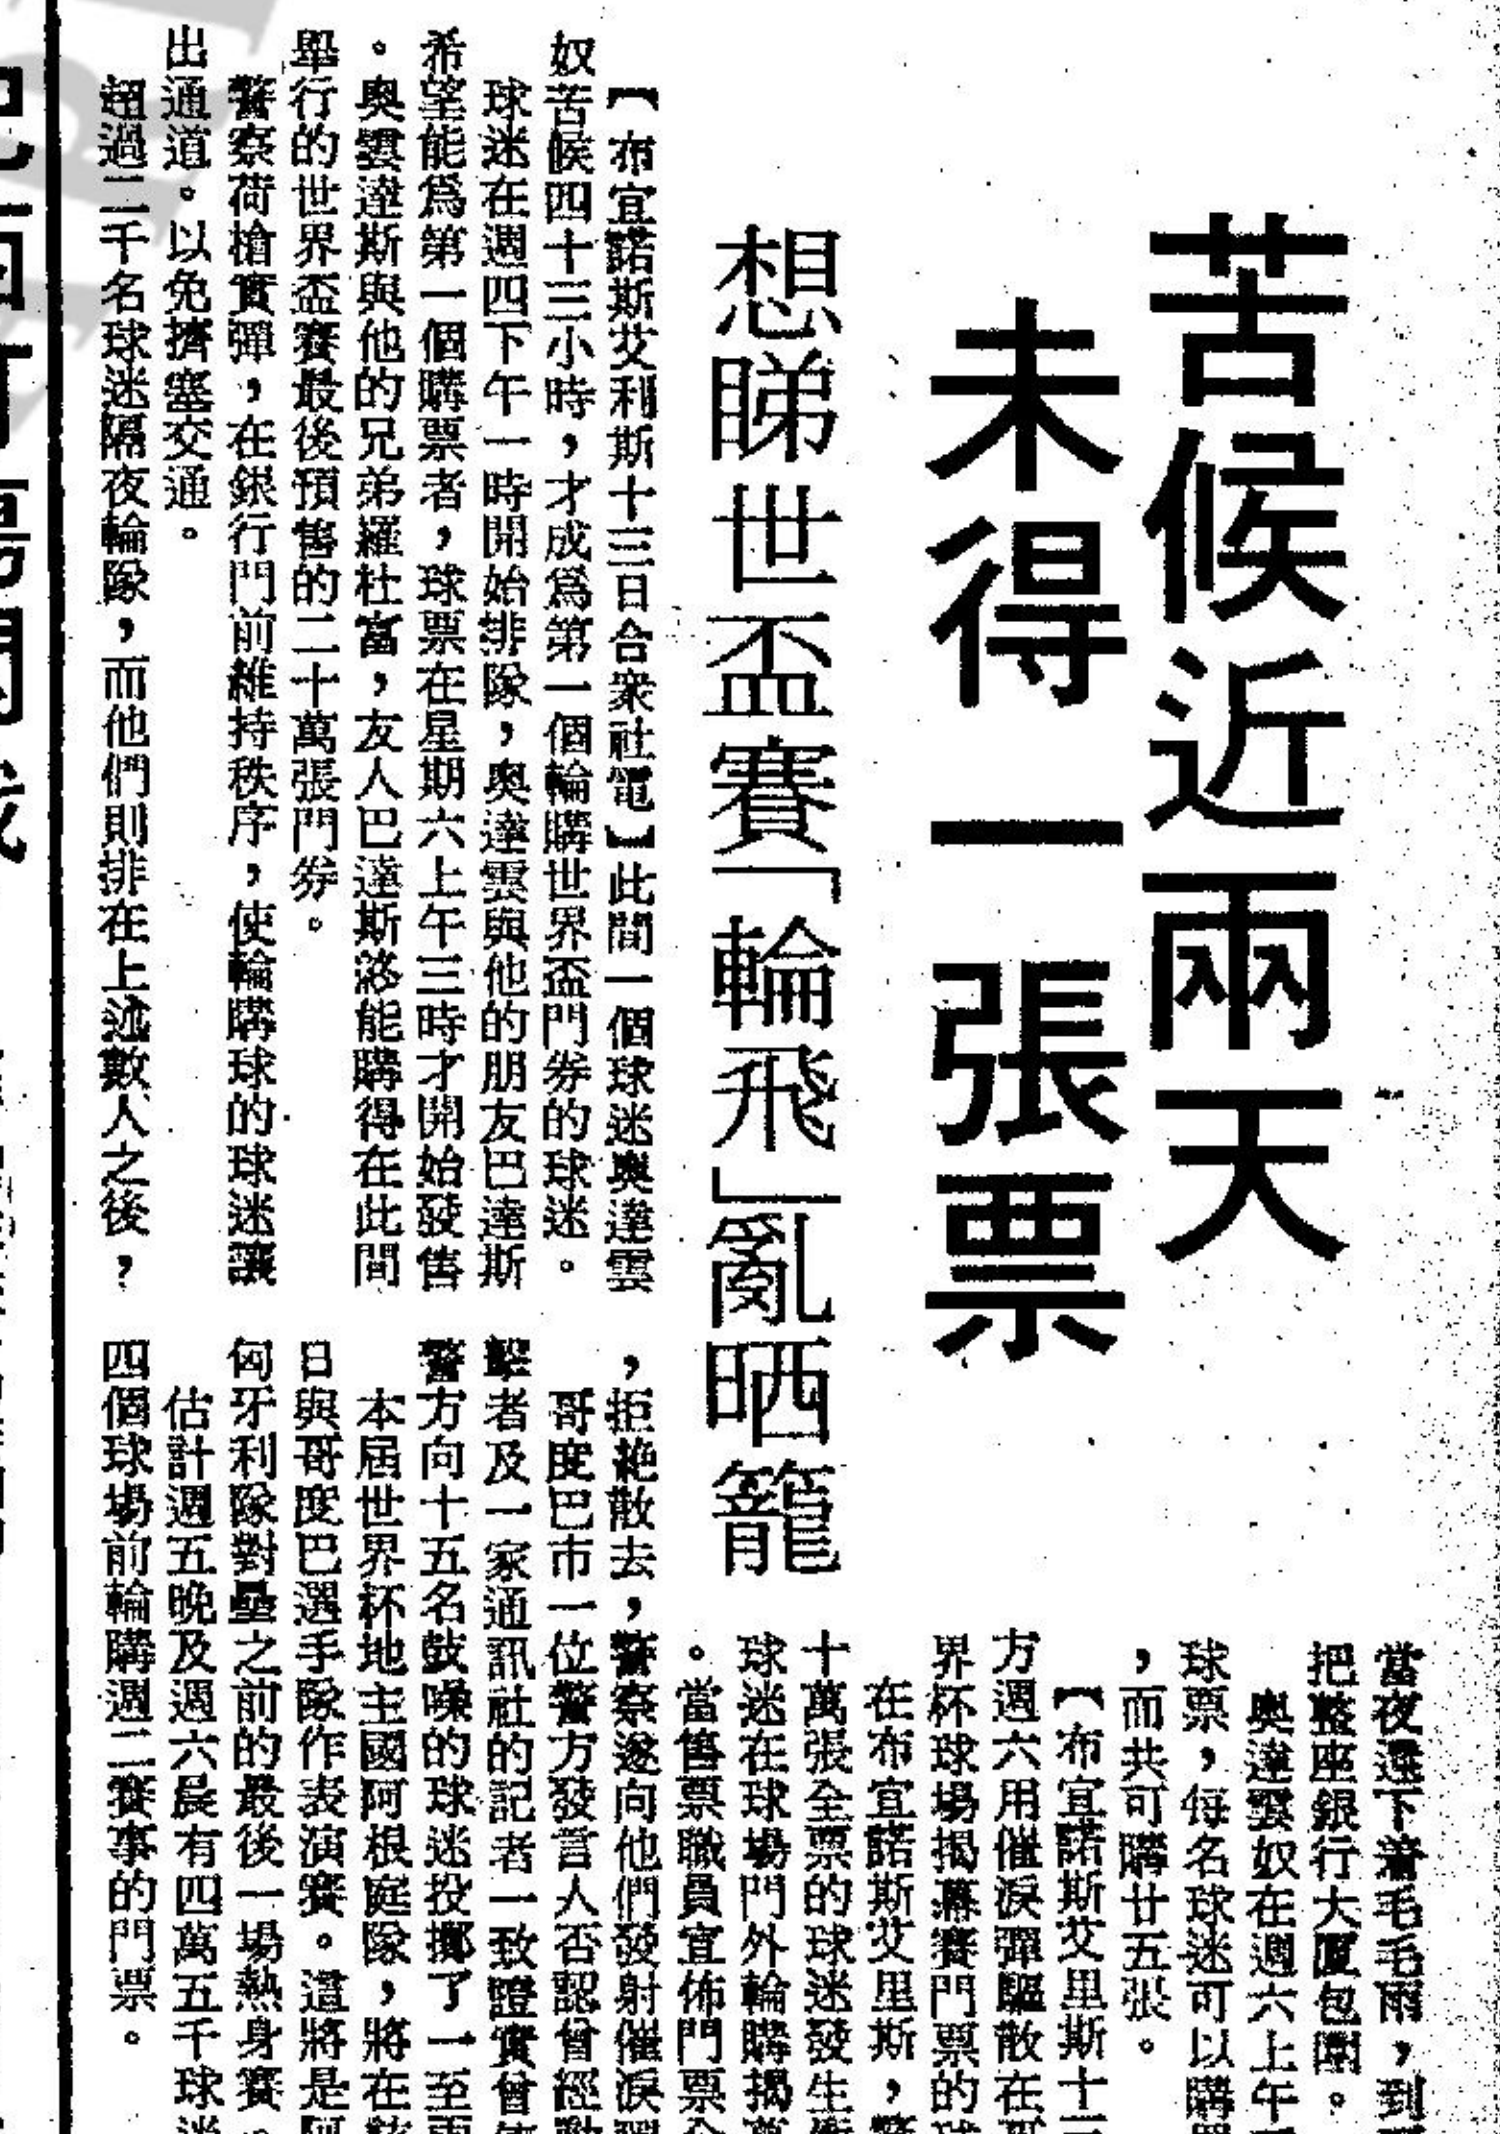 苦候近兩天
未得一張票
想睇世盃賽「輪飛」亂晒籠
【布宜諾斯艾利斯十三日合衆社電】此間一個球迷奧達雲
奴苦候四十三小時，才成爲第一個輪購世界盃門券的球迷。
球迷在週四下午一時開始排隊，奧達雲與他的朋友巴達斯
希望能爲第一個購票者，球票在星期六上午三時才開始發售
。奧雲達斯與他的兄弟羅杜富，友人巴達斯諮能購得在此間
舉行的世界盃賽最後預售的二十萬張門券。
警察荷槍實彈，在銀行門前維持秩序，使輪購球的球迷讓
出通道。以免擠塞交通。
超過二千名球迷隔夜輪隊，而他們則排在上述數人之後，
當夜還下着毛毛雨，到
把整座銀行大厦包圍。
奧達雲奴在週六上午
球票，每名球迷可以購
，而共可購廿五張。
【布宜諾斯艾里斯十
方週六用催淚彈驅散在
界杯球場揭幕賽門票的球
在布宜諾斯艾里斯，警
十萬張全票的球迷發生衝
球迷在球場門外輪購揭幕
。當售票職員宣佈門票全
，拒絶散去，警察遂向他們發射催淚彈
哥度巴市一位警方發言人否認曾經動
擊者及一家通訊社的記者一致證實曾使
警方向十五名鼓噪的球迷投擲了一至兩
本屆世界杯地主國阿根庭隊，將在該
日與哥度巴選手隊作表演賽。這將是阿
匈牙利隊對壘之前的最後一場熱身賽。
估計週五晚及週六晨有四萬五千球迷
四個球場前輪購週二賽事的門票。